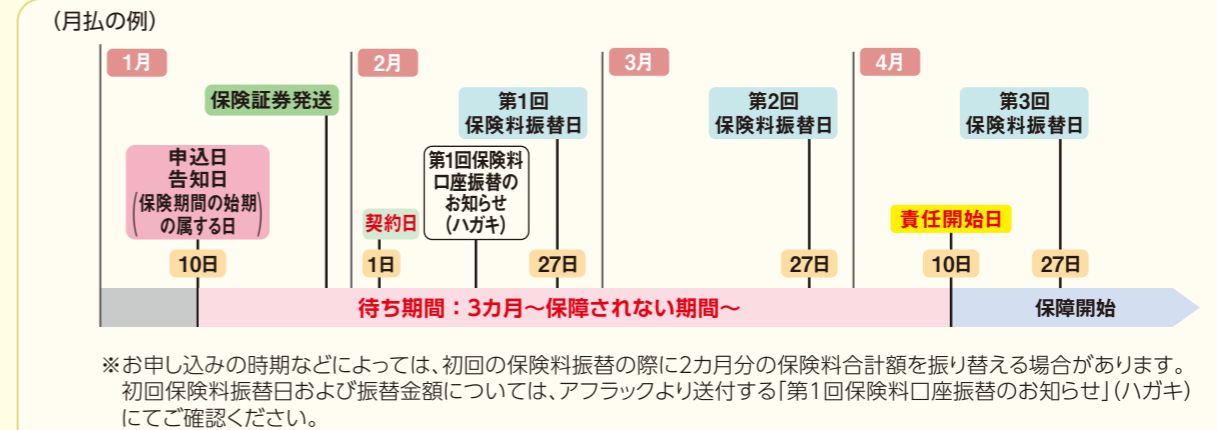 (月払の例)
1月
2月
3月
4月
保険証券発送
第1回
保険料振替日
第2回
保険料振替日
第3回
保険料振替日
申込日
告知日
(保険期間の始期
の属する日)
契約日
第1回保険料
口座振替の
お知らせ
(ハガキ)
責任開始日
10日
1日
27日
27日
10日
27日
待ち期間:3カ月~保障されない期間~
保障開始
※お申し込みの時期などによっては、初回の保険料振替の際に2カ月分の保険料合計額を振り替える場合があります。
初回保険料振替日および振替金額については、アフラックより送付する「第1回保険料口座振替のお知らせ」(ハガキ)
にてご確認ください。